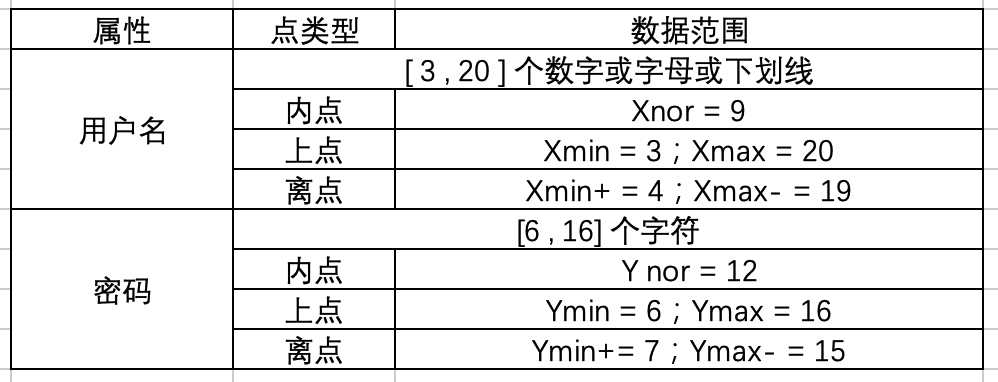 属性 点类型 数据范围
用户名
[ 3 , 20 ] 个数字或字母或下划线
内点 Xnor = 9
上点 Xmin = 3；Xmax = 20
离点 Xmin+ = 4；Xmax- = 19
密码
[6 , 16] 个字符
内点 Y nor = 12
上点 Ymin = 6；Ymax = 16
离点 Ymin+= 7；Ymax- = 15